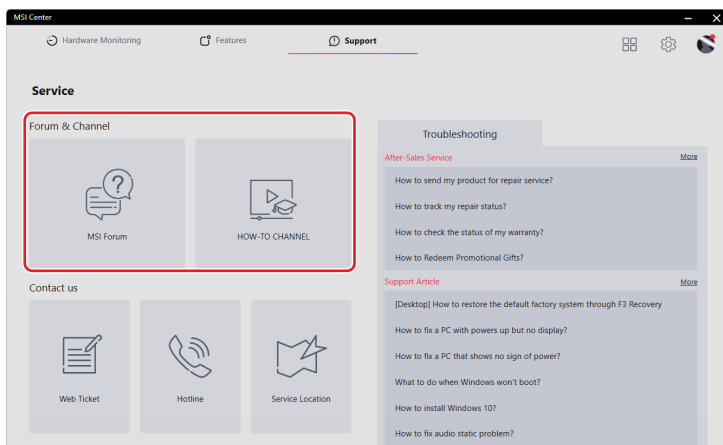 MSI Center
Hardware Monitoring
Features
Support
Service
Forum & Channel
MSI Forum
HOW-TO CHANNEL
Contact us
Web Ticket
Hotline
Service Location
Troubleshooting
After-Sales Service
More
How to send my product for repair service?
How to track my repair status?
How to check the status of my warranty?
How to Redeem Promotional Gifts?
Support Article
More
[Desktop] How to restore the default factory system through F3 Recovery
How to fix a PC with powers up but no display?
How to fix a PC that shows no sign of power?
What to do when Windows won't boot?
How to install Windows 10?
How to fix audio static problem?